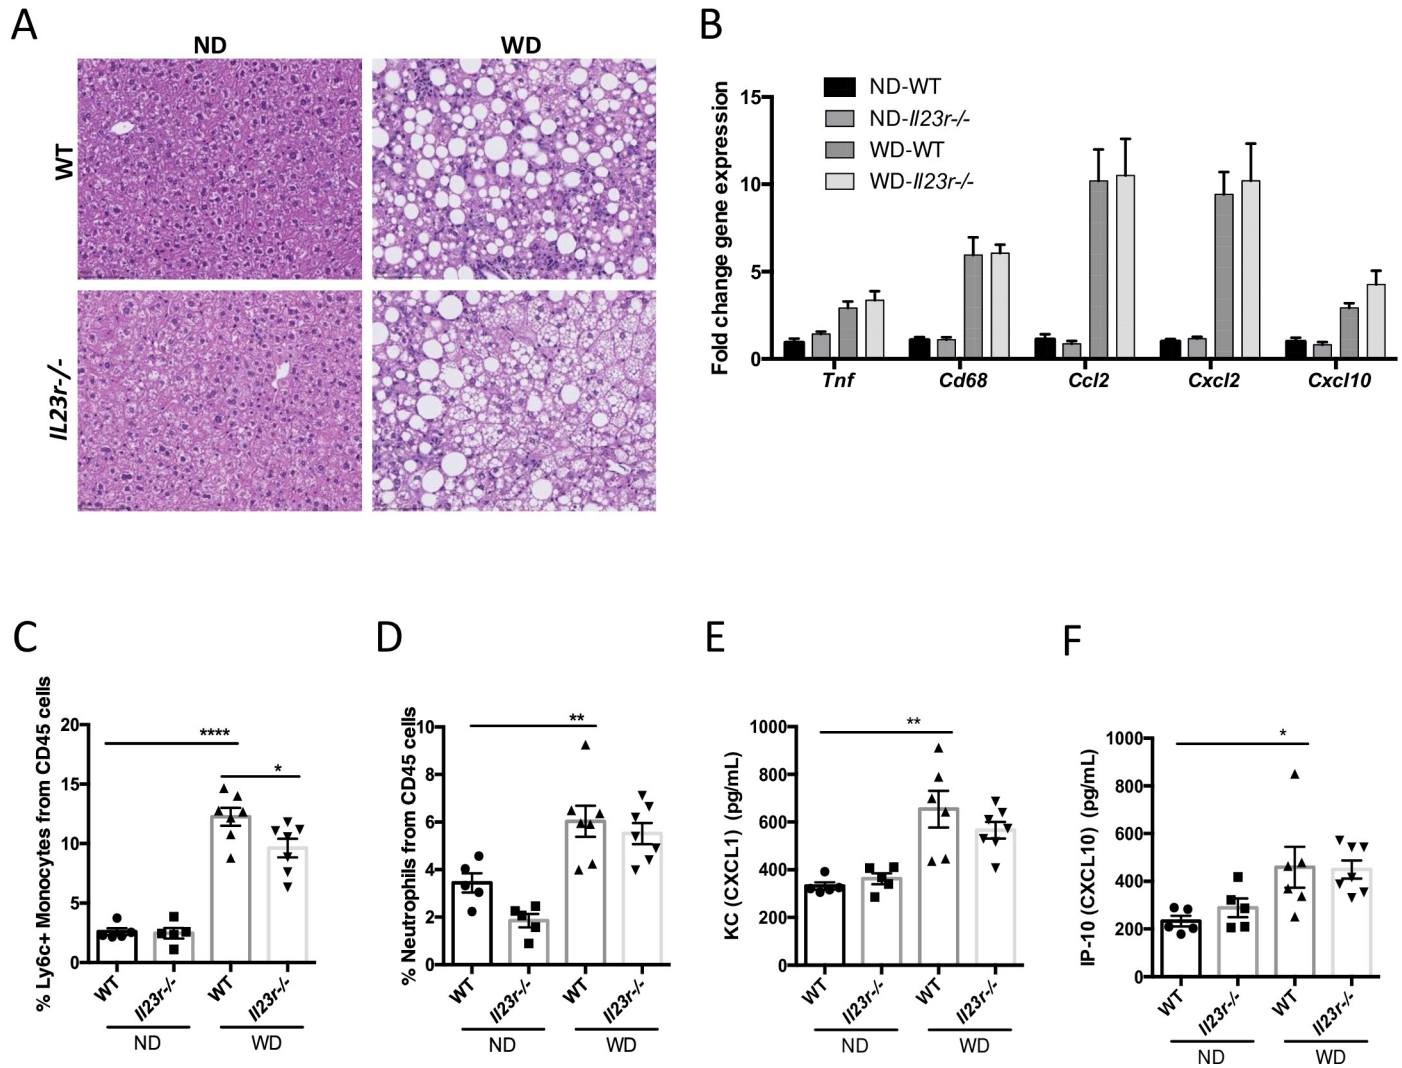 A
ND
WD
WT
IL23r-/-
B
Fold change gene expression
15
10
5
0
ND-WT
ND-Il23r-/-
WD-WT
WD-Il23r-/-
Tnf
Cd68
Ccl2
Cxcl2
Cxcl10
C
% Ly6c+ Monocytes from CD45 cells
20
15
10
5
0
****
*
WT
Il23r-/-
WT
Il23r-/-
ND
WD
D
% Neutrophils from CD45 cells
10
8
6
4
2
0
**
WT
Il23r-/-
WT
Il23r-/-
ND
WD
E
KC (CXCL1) (pg/mL)
1000
800
600
400
200
0
**
WT
Il23r-/-
WT
Il23r-/-
ND
WD
F
IP-10 (CXCL10) (pg/mL)
1000
800
600
400
200
0
*
WT
Il23r-/-
WT
Il23r-/-
ND
WD